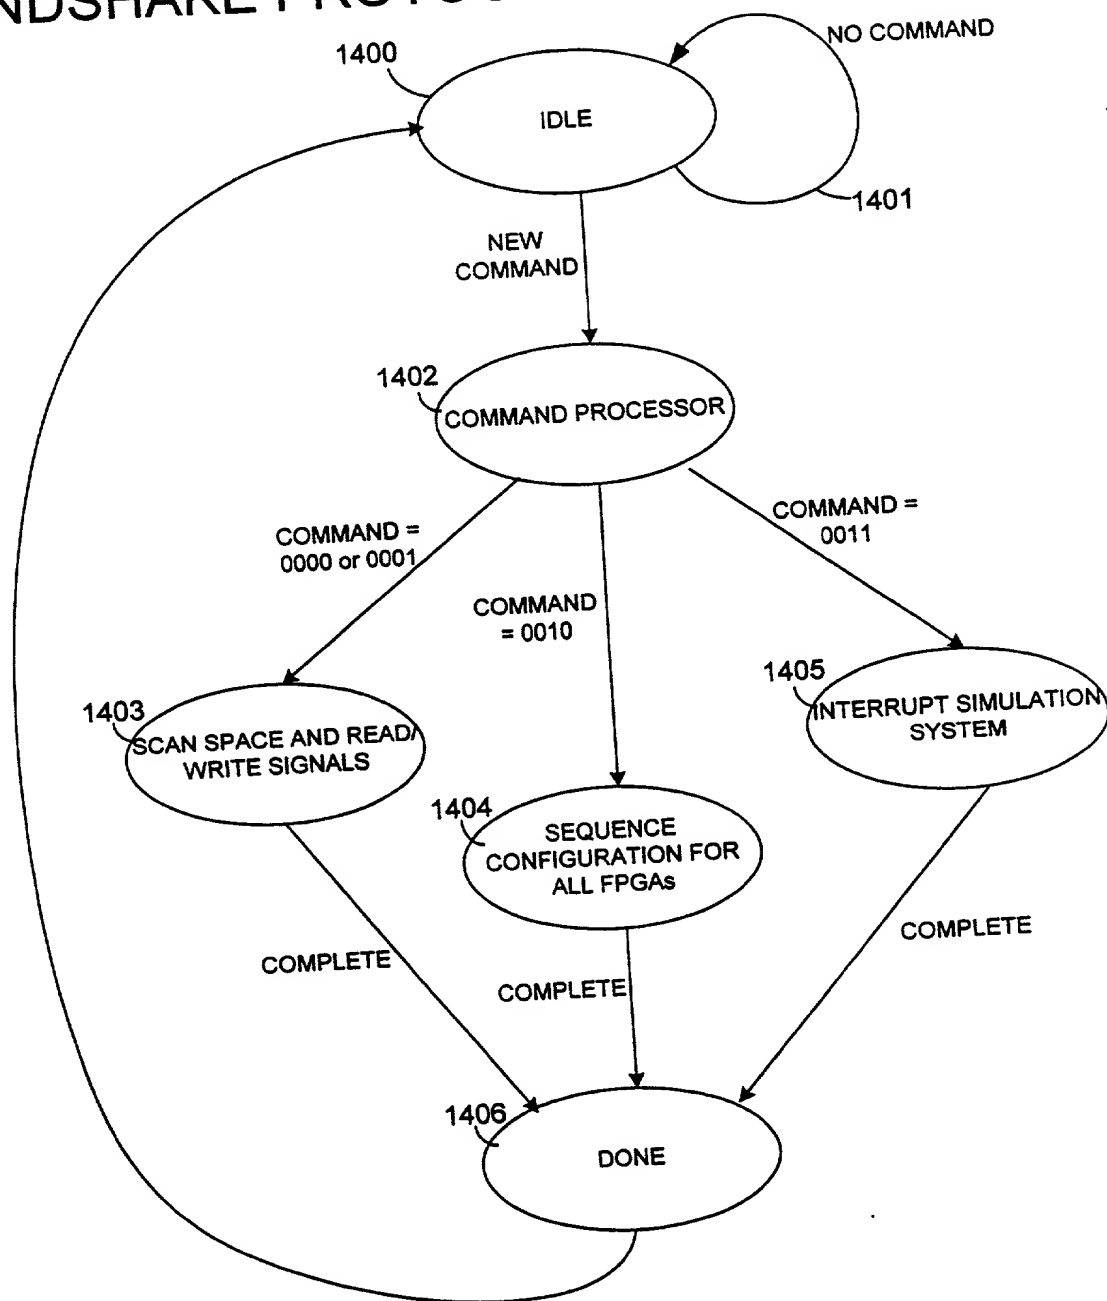 NDSHAKE
1400
NO COMMAND
IDLE
1401
NEW
COMMAND
1402
COMMAND PROCESSOR
COMMAND =
0000 or 0001
COMMAND =
0011
COMMAND
= 0010
1405
INTERRUPT SIMULATION
SYSTEM
1403
SCAN SPACE AND READ/
WRITE SIGNALS
1404
SEQUENCE
CONFIGURATION FOR
ALL FPGAs
COMPLETE
COMPLETE
COMPLETE
1406
DONE